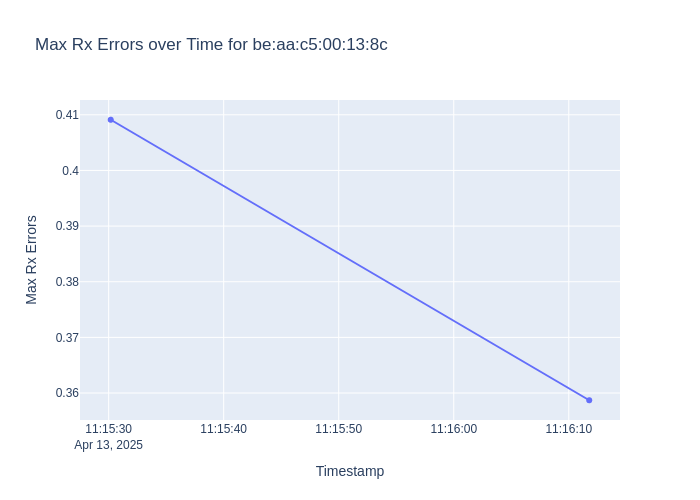 Max Rx Errors over Time for be:aa:c5:00:13:8c
Max Rx Errors
0.41
0.4
0.39
0.38
0.37
0.36
11:15:30 11:15:40 11:15:50 11:16:00 11:16:10
Apr 13, 2025
Timestamp